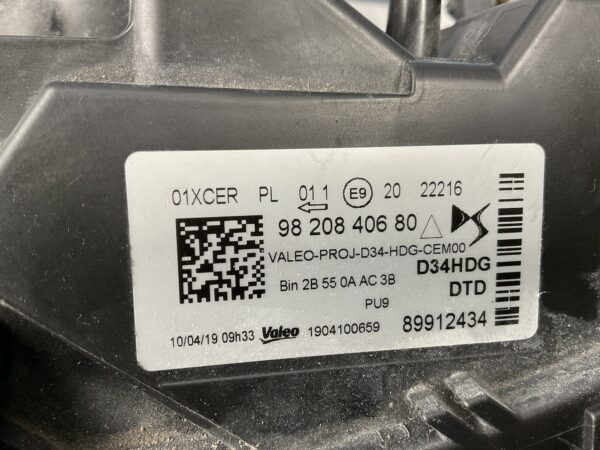 01XCER PL 01 1 E9 20 22216
98 208 406 80
VALEO-PROJ-D34-HDG-CEM00 D34HDG
Bin 2B 55 0A AC 3B DTD
PU9
10/04/19 09h33 Valeo 1904100659 89912434